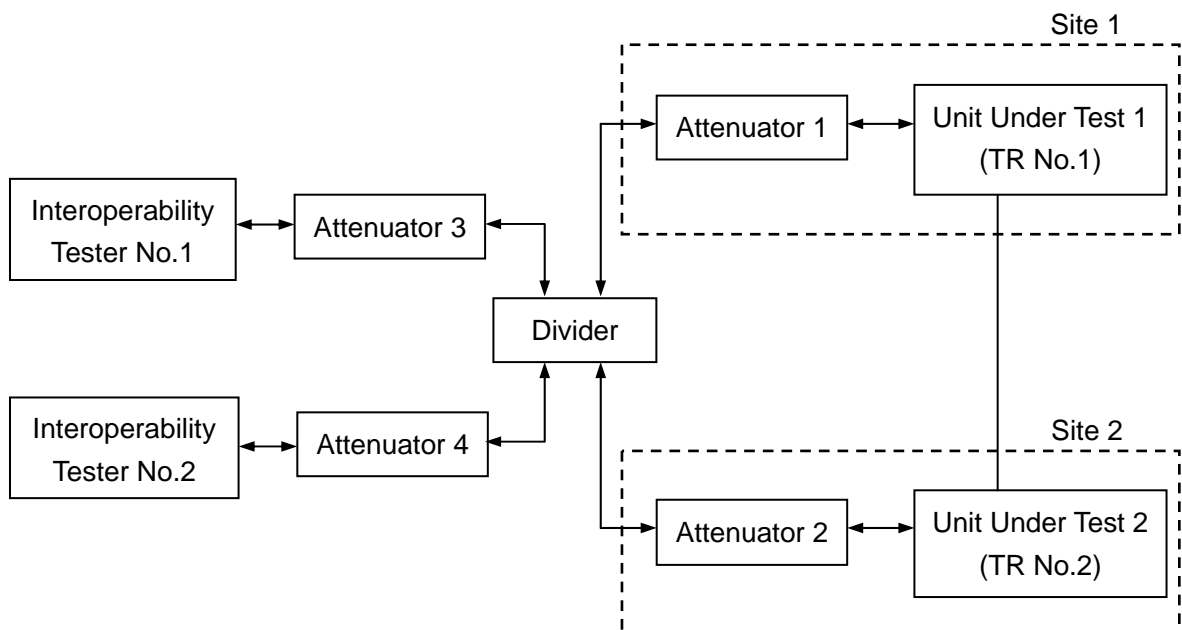 Site 1
Attenuator 1
Unit Under Test 1
(TR No.1)
Interoperability
Tester No.1
Attenuator 3
Divider
Interoperability
Tester No.2
Attenuator 4
Site 2
Attenuator 2
Unit Under Test 2
(TR No.2)